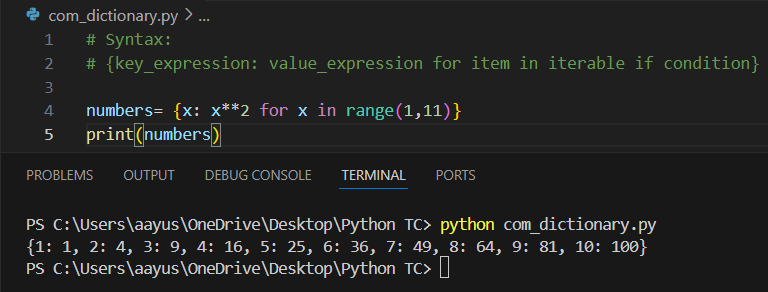 com_dictionary.py > ...
1 # Syntax:
2 # {key_expression: value_expression for item in iterable if condition}
3
4 numbers= {x: x**2 for x in range(1,11)}
5 print(numbers)
PROBLEMS OUTPUT DEBUG CONSOLE TERMINAL PORTS
PS C:\Users\aayus\OneDrive\Desktop\Python TC> python com_dictionary.py
{1: 1, 2: 4, 3: 9, 4: 16, 5: 25, 6: 36, 7: 49, 8: 64, 9: 81, 10: 100}
PS C:\Users\aayus\OneDrive\Desktop\Python TC>